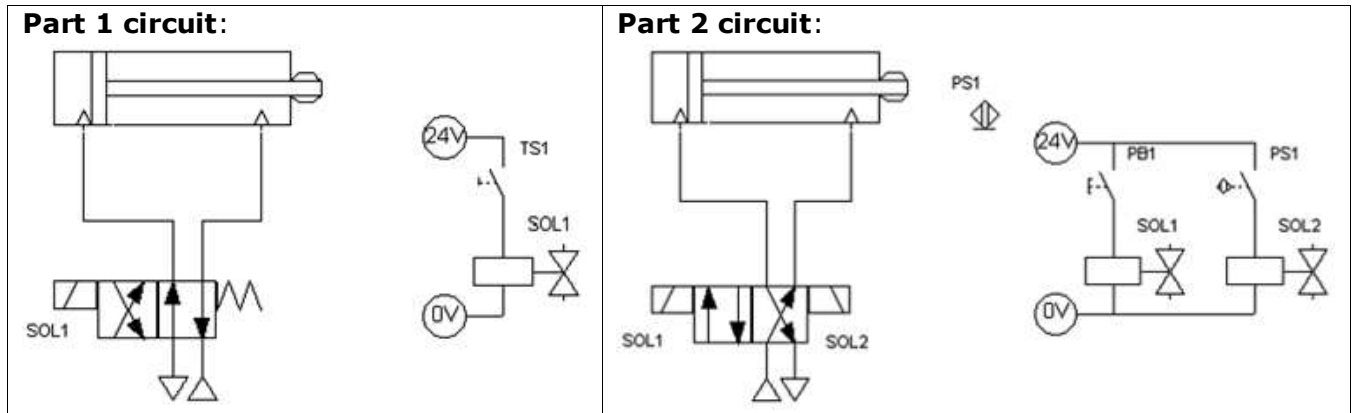 Part 1 circuit:
24V
TS1
SOL1
0V
SOL1
Part 2 circuit:
PS1
24V
PB1
PS1
SOL1
SOL2
0V
SOL1
SOL2